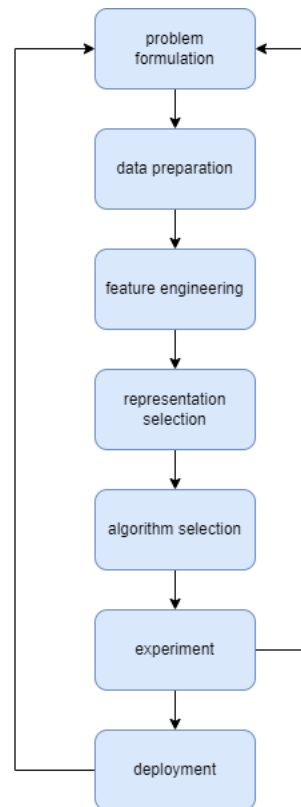 problem
formulation
data preparation
feature engineering
representation
selection
algorithm selection
experiment
deployment